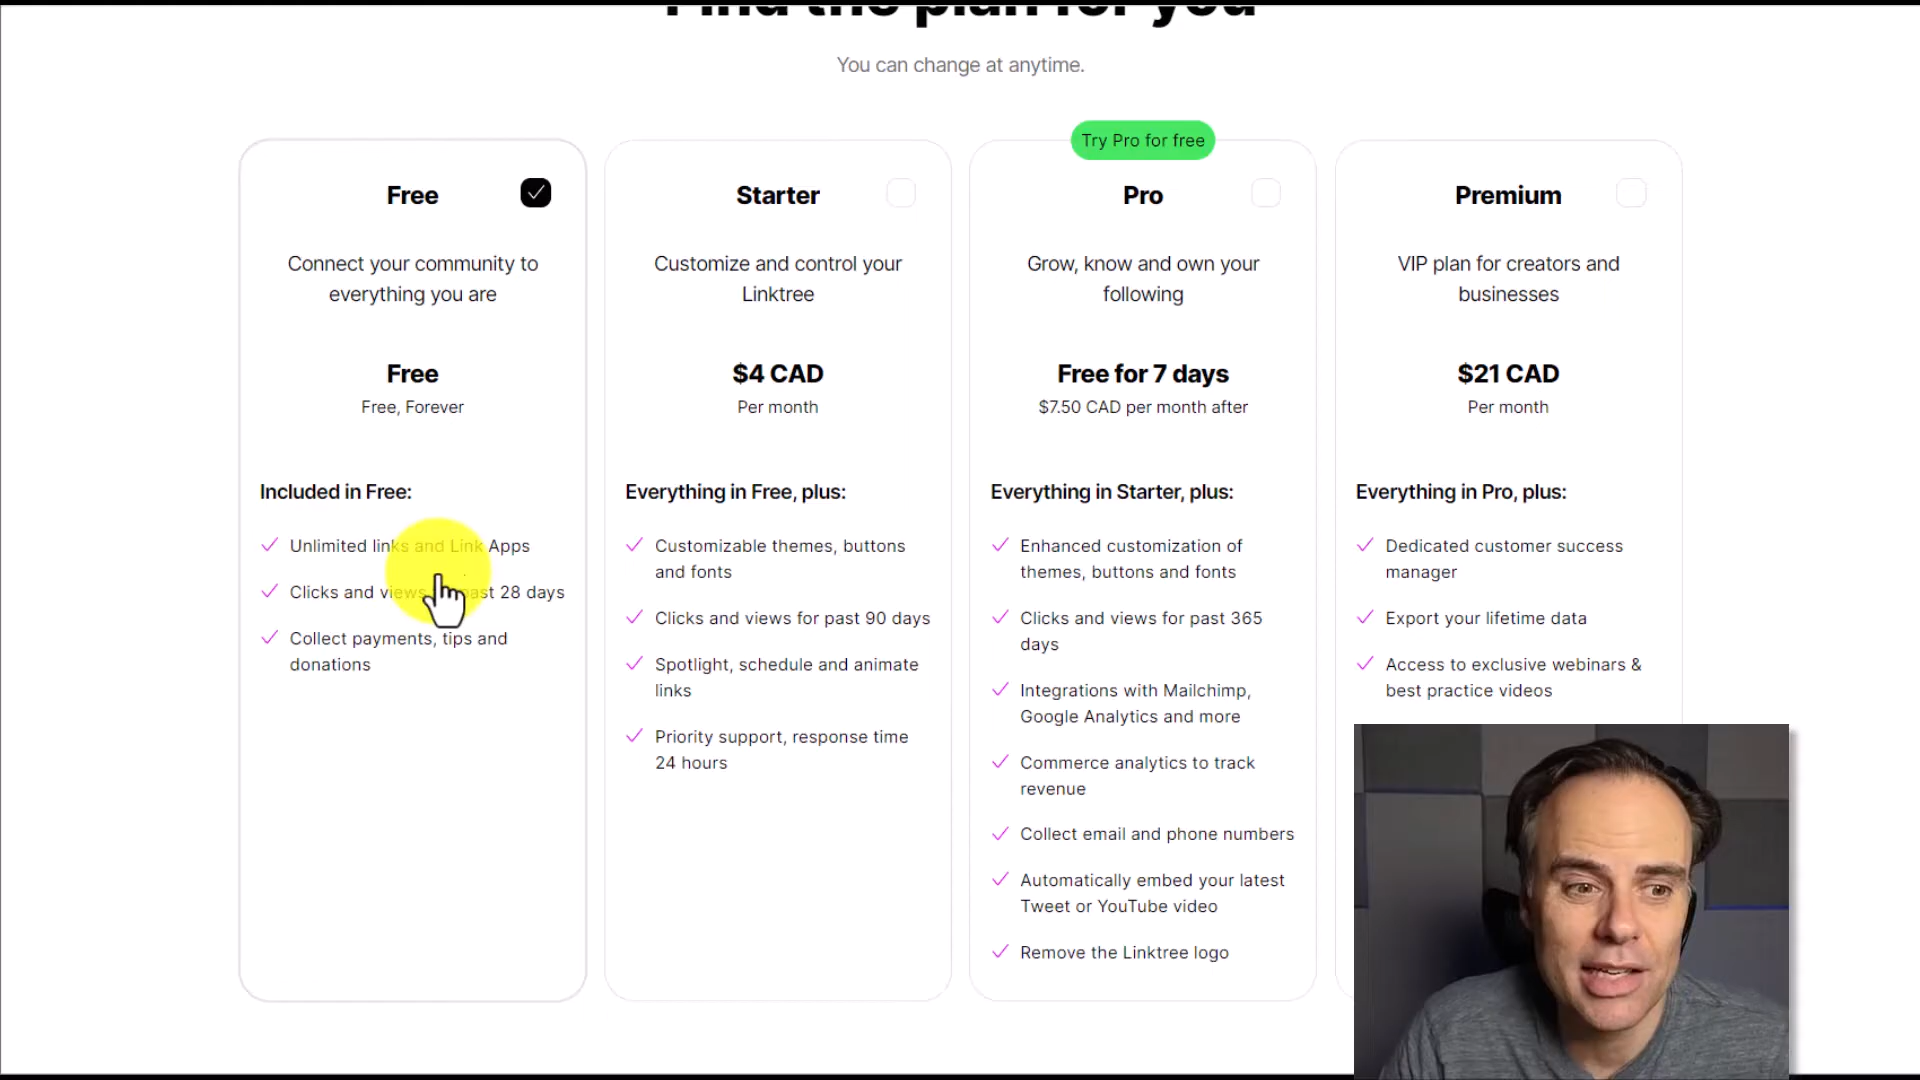 Find the plan for you
You can change at anytime.
Try Pro for free
Free
Connect your community to
everything you are
Free
Free, Forever
Included in Free:
Unlimited links and Link Apps
Clicks and views past 28 days
Collect payments, tips and
donations
Starter
Customize and control your
Linktree
$4 CAD
Per month
Everything in Free, plus:
Customizable themes, buttons
and fonts
Clicks and views for past 90 days
Spotlight, schedule and animate
links
Priority support, response time
24 hours
Pro
Grow, know and own your
following
Free for 7 days
$7.50 CAD per month after
Everything in Starter, plus:
Enhanced customization of
themes, buttons and fonts
Clicks and views for past 365
days
Integrations with Mailchimp,
Google Analytics and more
Commerce analytics to track
revenue
Collect email and phone numbers
Automatically embed your latest
Tweet or YouTube video
Remove the Linktree logo
Premium
VIP plan for creators and
businesses
$21 CAD
Per month
Everything in Pro, plus:
Dedicated customer success
manager
Export your lifetime data
Access to exclusive webinars &
best practice videos